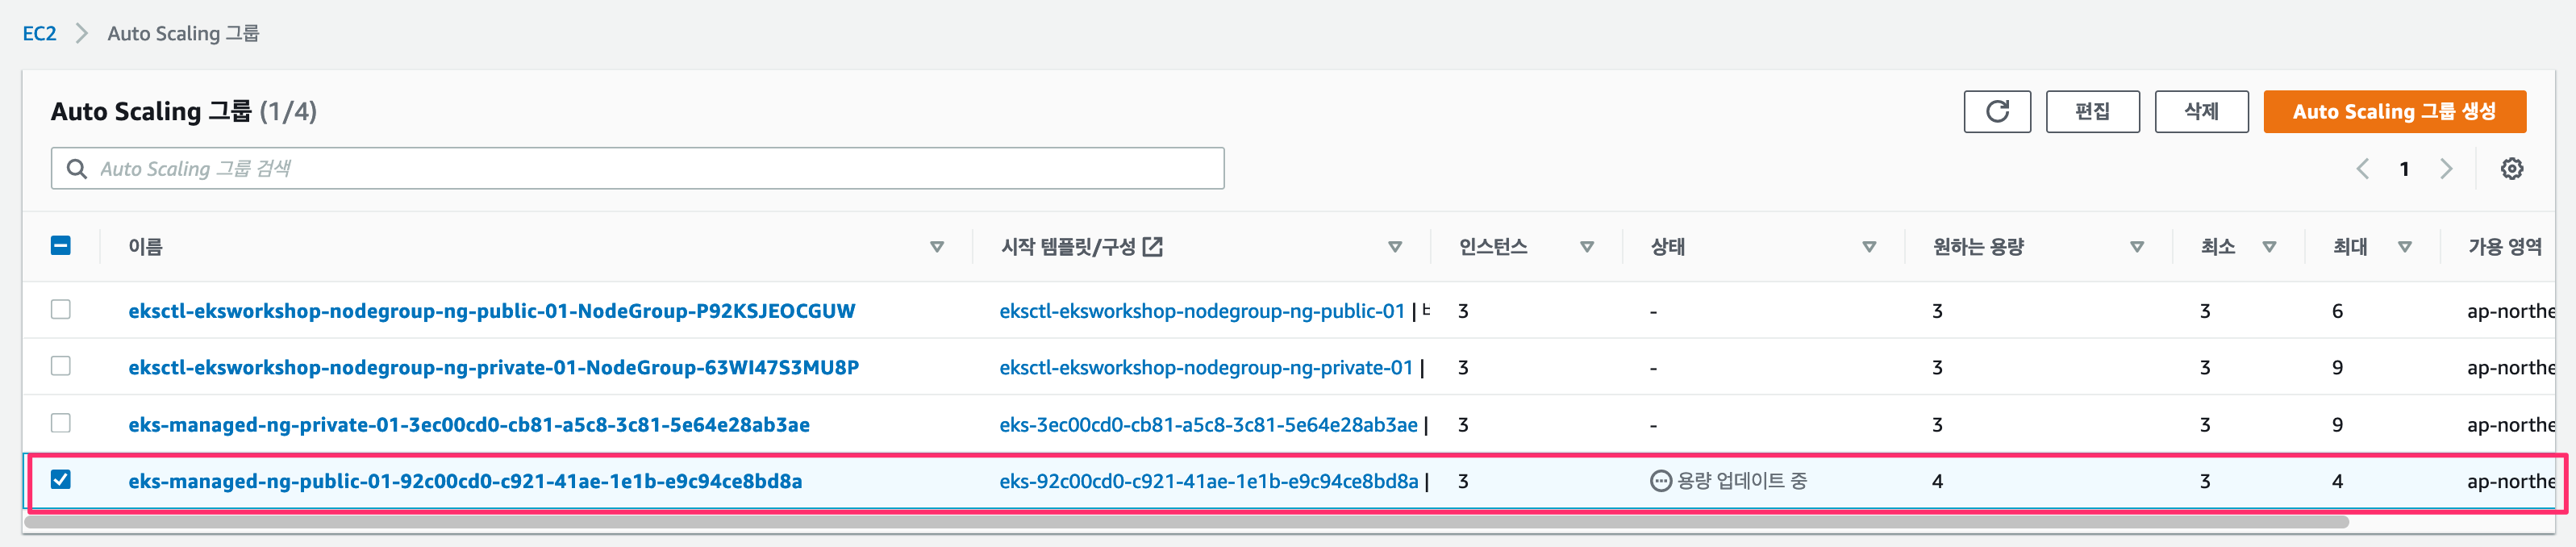 EC2 > Auto Scaling 그룹
Auto Scaling 그룹 (1/4)
편집 삭제 Auto Scaling 그룹 생성
Auto Scaling 그룹 검색
1
이름 시작 템플릿/구성 인스턴스 상태 원하는 용량 최소 최대 가용 영역
eksctl-eksworkshop-nodegroup-ng-public-01-NodeGroup-P92KSJEOCGUW eksctl-eksworkshop-nodegroup-ng-public-01 | 3 - 3 3 6 ap-northe
eksctl-eksworkshop-nodegroup-ng-private-01-NodeGroup-63WI47S3MU8P eksctl-eksworkshop-nodegroup-ng-private-01 | 3 - 3 3 9 ap-northe
eks-managed-ng-private-01-3ec00cd0-cb81-a5c8-3c81-5e64e28ab3ae eks-3ec00cd0-cb81-a5c8-3c81-5e64e28ab3ae | 3 - 3 3 9 ap-northe
eks-managed-ng-public-01-92c00cd0-c921-41ae-1e1b-e9c94ce8bd8a eks-92c00cd0-c921-41ae-1e1b-e9c94ce8bd8a | 3 용량 업데이트 중 4 3 4 ap-northe